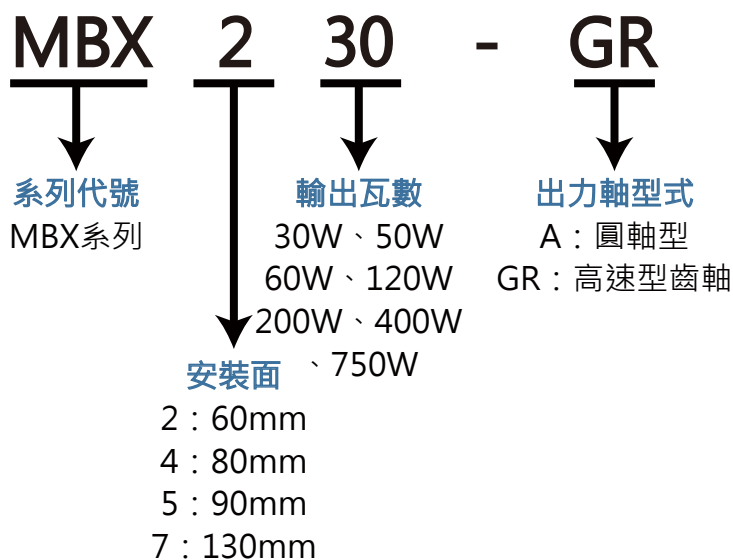 MBX 2 30 - GR
系列代號
MBX系列
輸出瓦數
30W、50W
60W、120W
200W、400W
、750W
出力軸型式
A：圓軸型
GR：高速型齒軸
安裝面
2：60mm
4：80mm
5：90mm
7：130mm